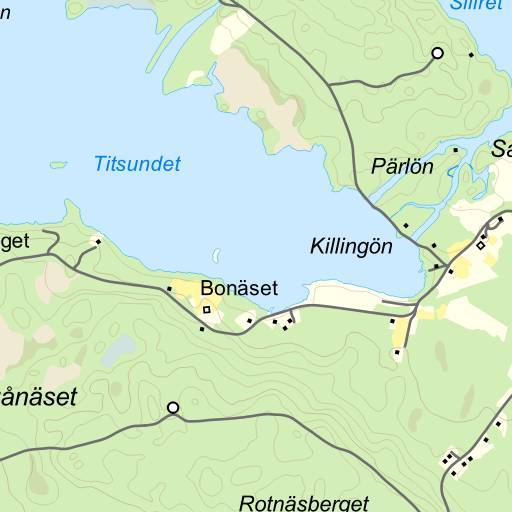 Titsundet
Pärlön
Killingön
Bonäset
Rotnäsberget